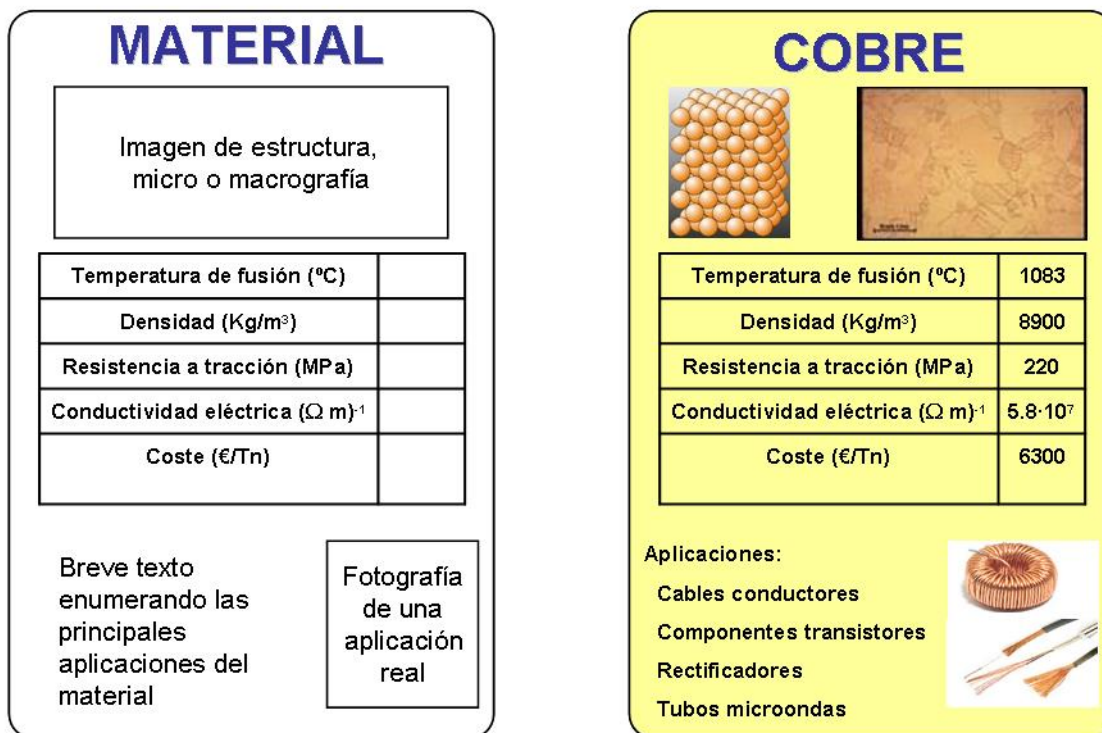 MATERIAL
Imagen de estructura,
micro o macrografía
Temperatura de fusión (ºC)
Densidad (Kg/m³)
Resistencia a tracción (MPa)
Conductividad eléctrica (Ω m)⁻¹
Coste (€/Tn)
Breve texto
enumerando las
principales
aplicaciones del
material
Fotografía
de una
aplicación
real
COBRE
Temperatura de fusión (ºC) 1083
Densidad (Kg/m³) 8900
Resistencia a tracción (MPa) 220
Conductividad eléctrica (Ω m)⁻¹ 5.8·10⁷
Coste (€/Tn) 6300
Aplicaciones:
Cables conductores
Componentes transistores
Rectificadores
Tubos microondas